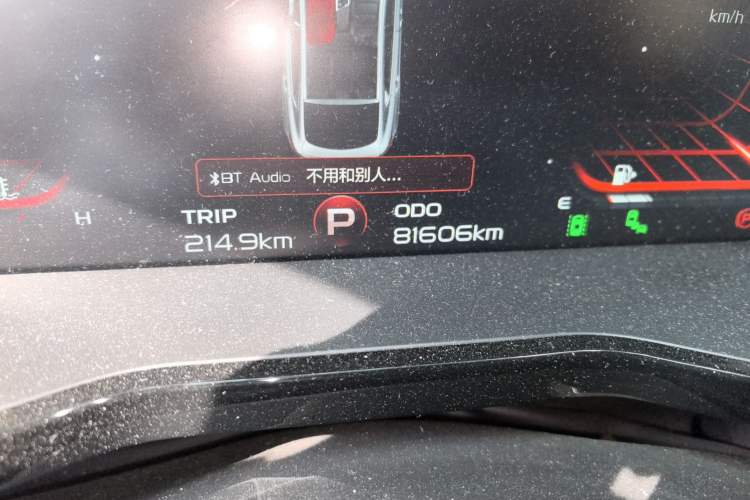 km/h
BT Audio 不用和别人...
H
TRIP
214.9km
P
ODO
81606km
E